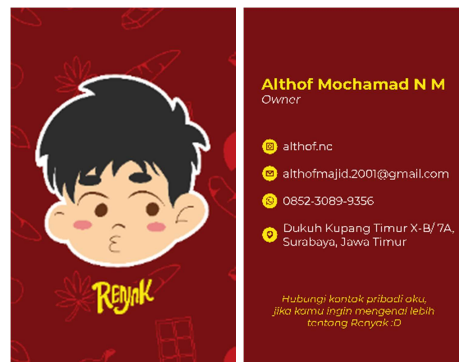 RENYAK
Althof Mochamad N M
Owner
althof.nc
althofmajid.2001@gmail.com
0852-3089-9356
Dukuh Kupang Timur X-B/ 7A,
Surabaya, Jawa Timur
Hubungi kontak pribadi aku,
jika kamu ingin mengenal lebih
tentang Renyak :D